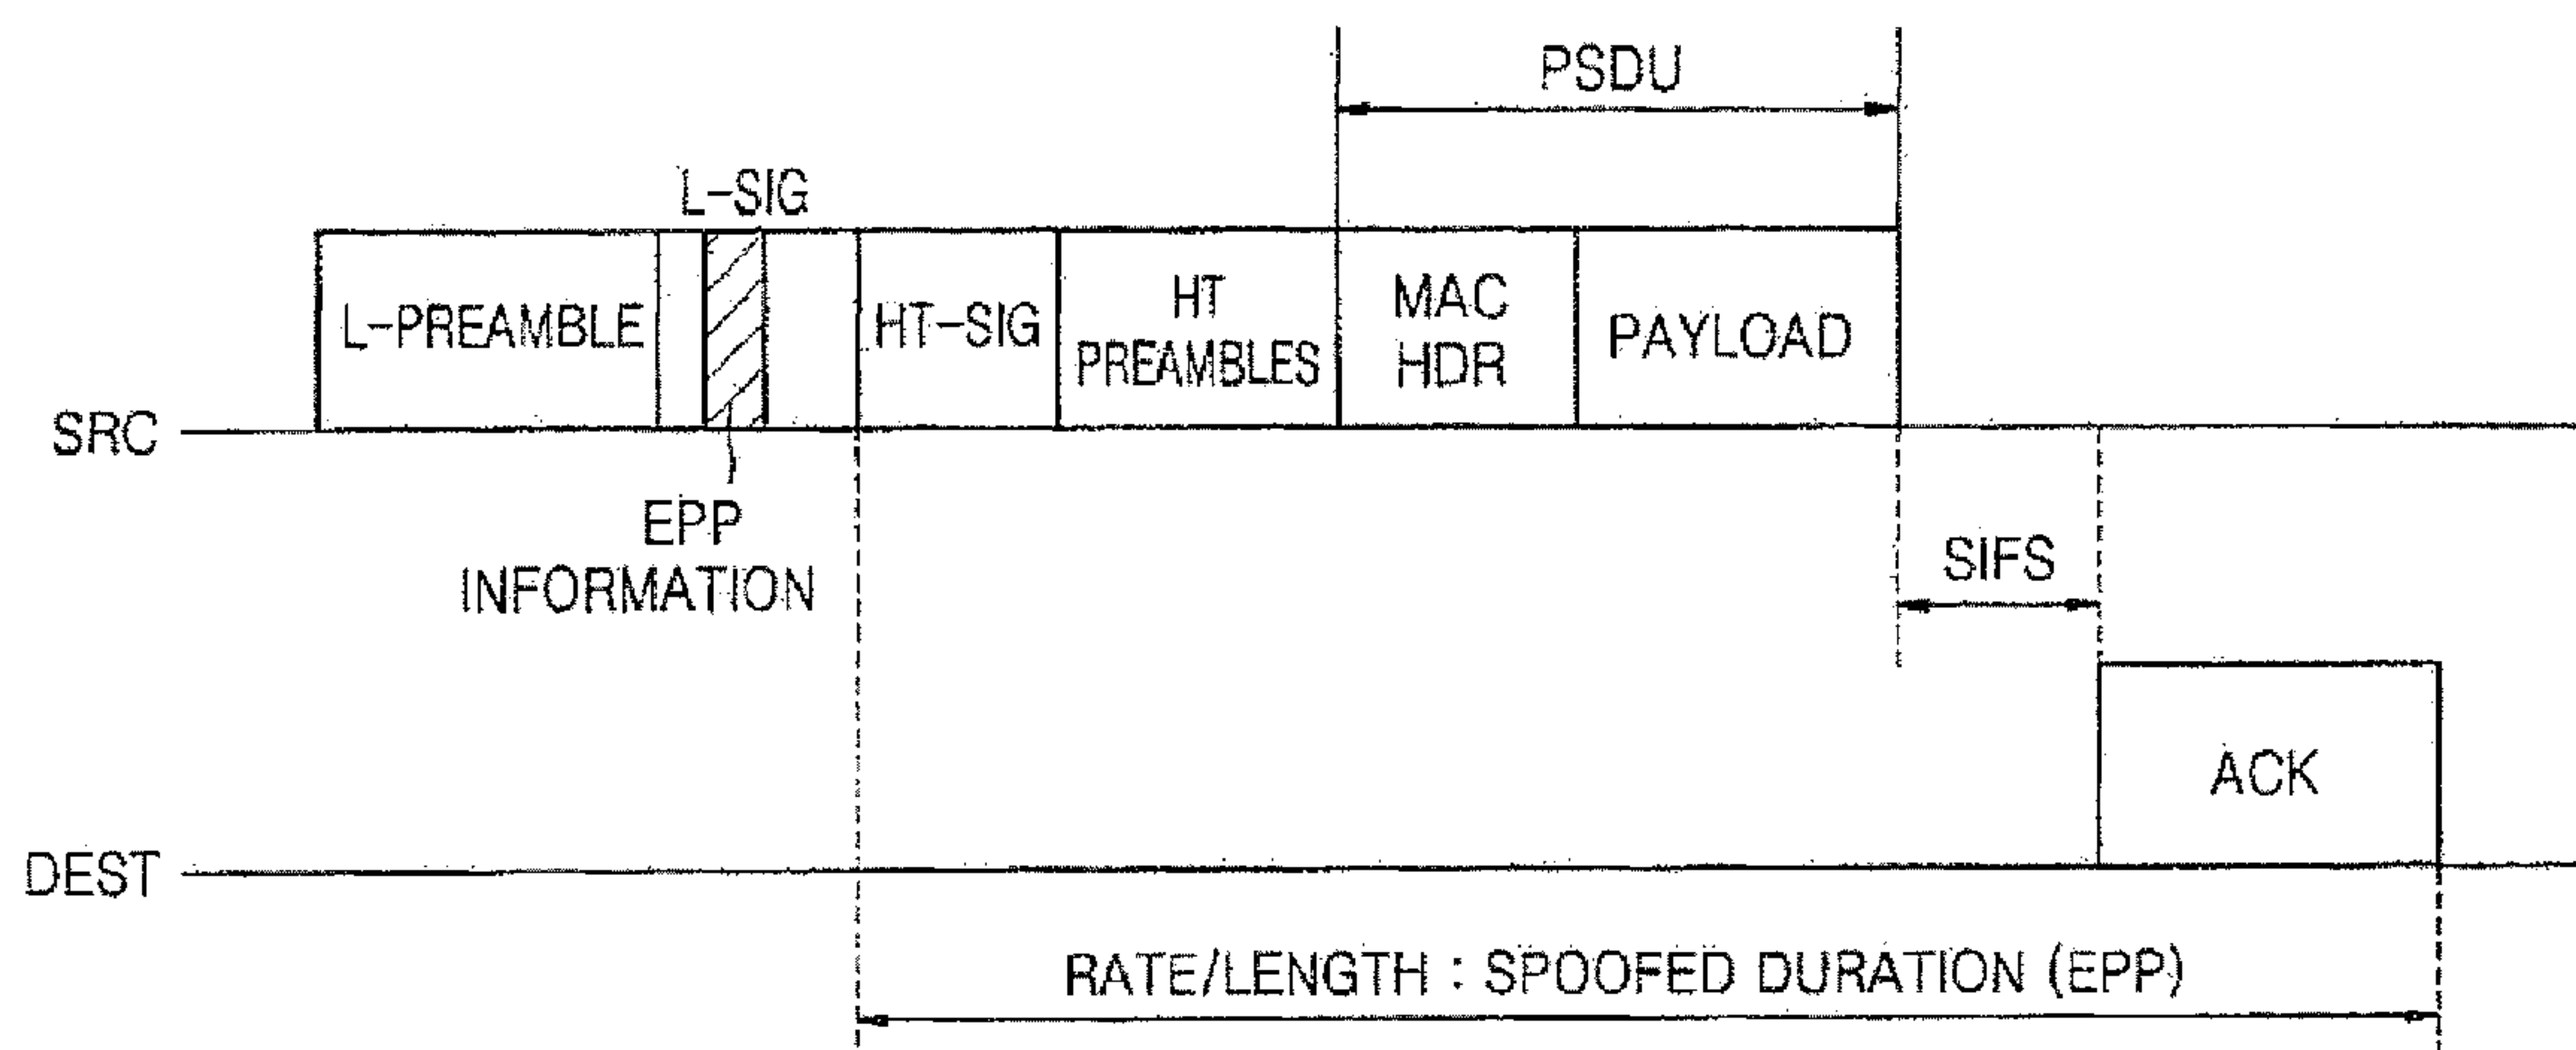 PSDU
L-SIG
L-PREAMBLE
HT-SIG
HT
PREAMBLES
MAC
HDR
PAYLOAD
SRC
EPP
INFORMATION
SIFS
ACK
DEST
RATE/LENGTH : SPOOFED DURATION (EPP)